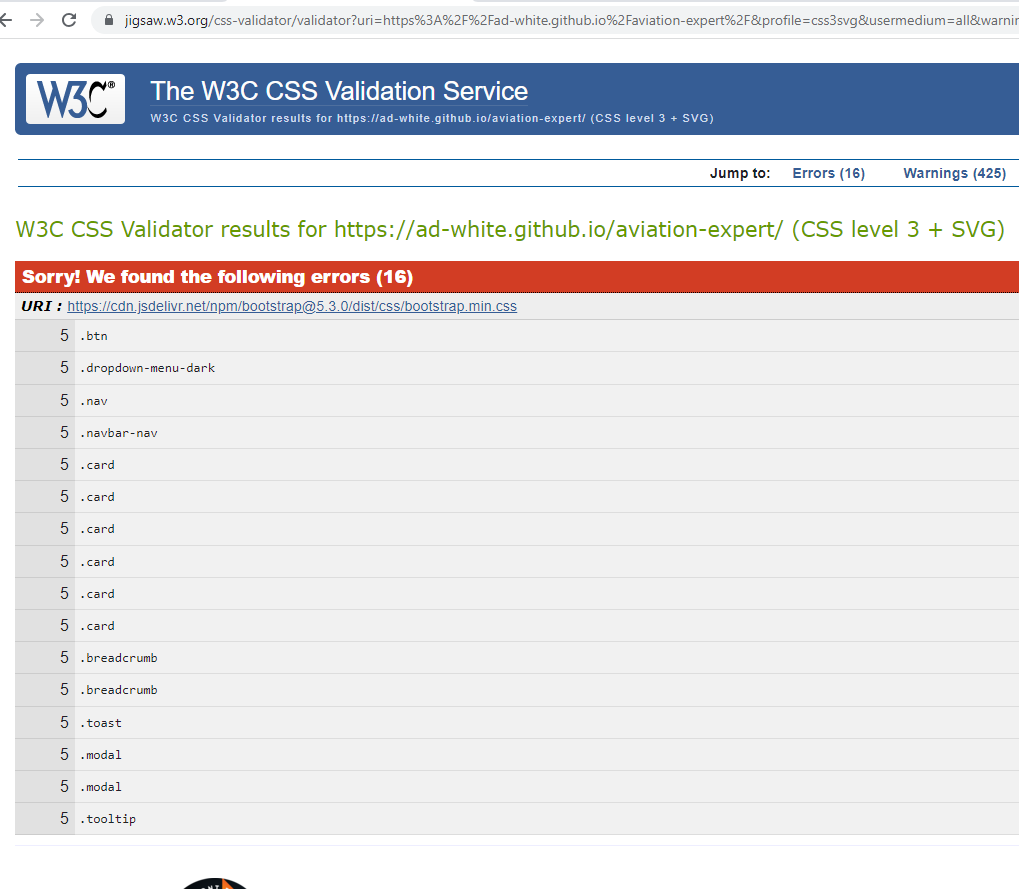 jigsaw.w3.org/css-validator/validator?uri=https%3A%2F%2Fad-white.github.io%2Faviation-expert%2F&profile=css3svg&usermedium=all&warnin
W3C® The W3C CSS Validation Service
W3C CSS Validator results for https://ad-white.github.io/aviation-expert/ (CSS level 3 + SVG)
Jump to: Errors (16) Warnings (425)
W3C CSS Validator results for https://ad-white.github.io/aviation-expert/ (CSS level 3 + SVG)
Sorry! We found the following errors (16)
URI : https://cdn.jsdelivr.net/npm/bootstrap@5.3.0/dist/css/bootstrap.min.css
5 .btn
5 .dropdown-menu-dark
5 .nav
5 .navbar-nav
5 .card
5 .card
5 .card
5 .card
5 .card
5 .card
5 .breadcrumb
5 .breadcrumb
5 .toast
5 .modal
5 .modal
5 .tooltip